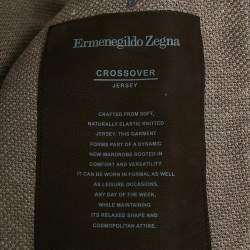 Ermenegildo Zegna
CROSSOVER
JERSEY
CRAFTED FROM SOFT,
NATURALLY ELASTIC KNITTED
JERSEY, THIS GARMENT
FORMS PART OF A DYNAMIC
NEW WARDROBE ROOTED IN
COMFORT AND VERSATILITY.
IT CAN BE WORN IN FORMAL AS WELL
AS LEISURE OCCASIONS,
ANY DAY OF THE WEEK,
WHILE MAINTAINING
ITS RELAXED SHAPE AND
COSMOPOLITAN ATTIRE.